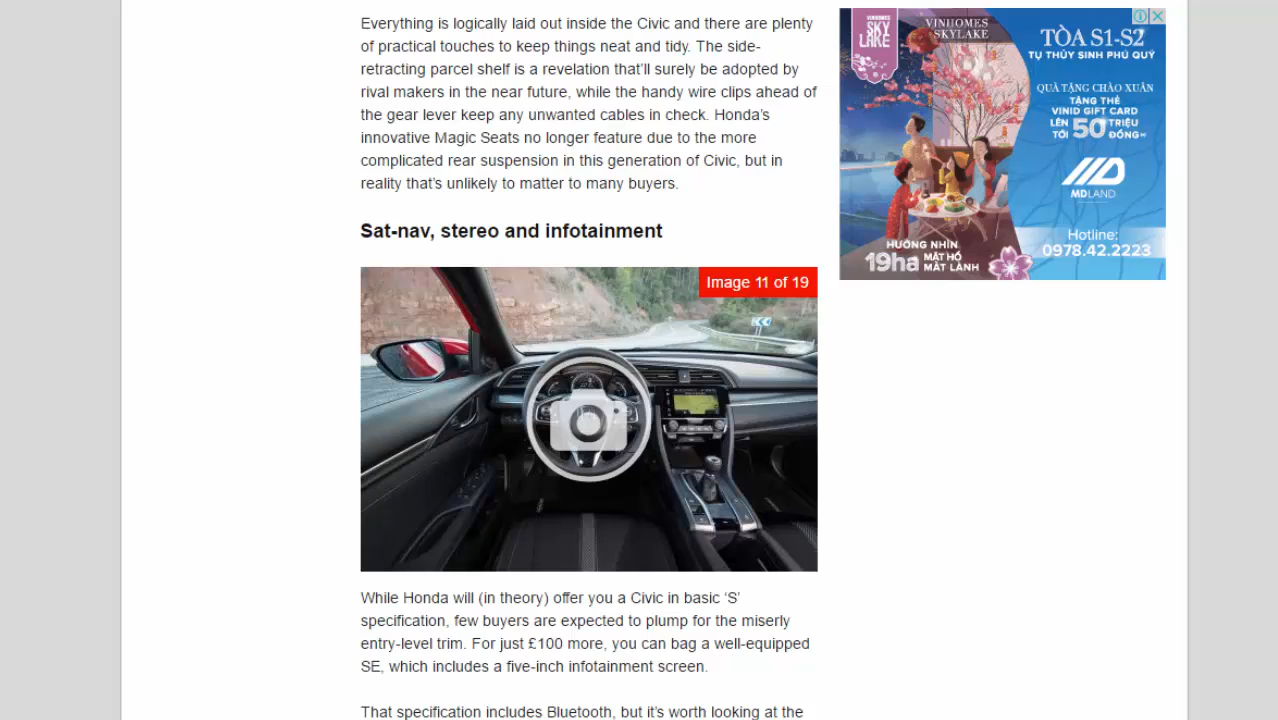 Everything is logically laid out inside the Civic and there are plenty
of practical touches to keep things neat and tidy. The side-
retracting parcel shelf is a revelation that’ll surely be adopted by
rival makers in the near future, while the handy wire clips ahead of
the gear lever keep any unwanted cables in check. Honda’s
innovative Magic Seats no longer feature due to the more
complicated rear suspension in this generation of Civic, but in
reality that’s unlikely to matter to many buyers.
Sat-nav, stereo and infotainment
Image 11 of 19
While Honda will (in theory) offer you a Civic in basic ‘S’
specification, few buyers are expected to plump for the miserly
entry-level trim. For just £100 more, you can bag a well-equipped
SE, which includes a five-inch infotainment screen.
That specification includes Bluetooth, but it’s worth looking at the
VINHOMES
SKY
LAKE
VINHOMES
SKYLAKE
TÒA S1-S2
TỤ THỦY SINH PHÚ QUÝ
QUÀ TẶNG CHÀO XUÂN
TẶNG THẺ
VINID GIFT CARD
LÊN TỚI 50 TRIỆU ĐỒNG
MDLAND
HƯỚNG NHÌN
19ha MẶT HỒ MÁT LÀNH
Hotline:
0978.42.2223